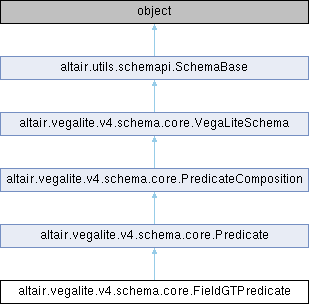 object
altair.utils.schemapi.SchemaBase
altair.vegalite.v4.schema.core.VegaLiteSchema
altair.vegalite.v4.schema.core.PredicateComposition
altair.vegalite.v4.schema.core.Predicate
altair.vegalite.v4.schema.core.FieldGTPredicate